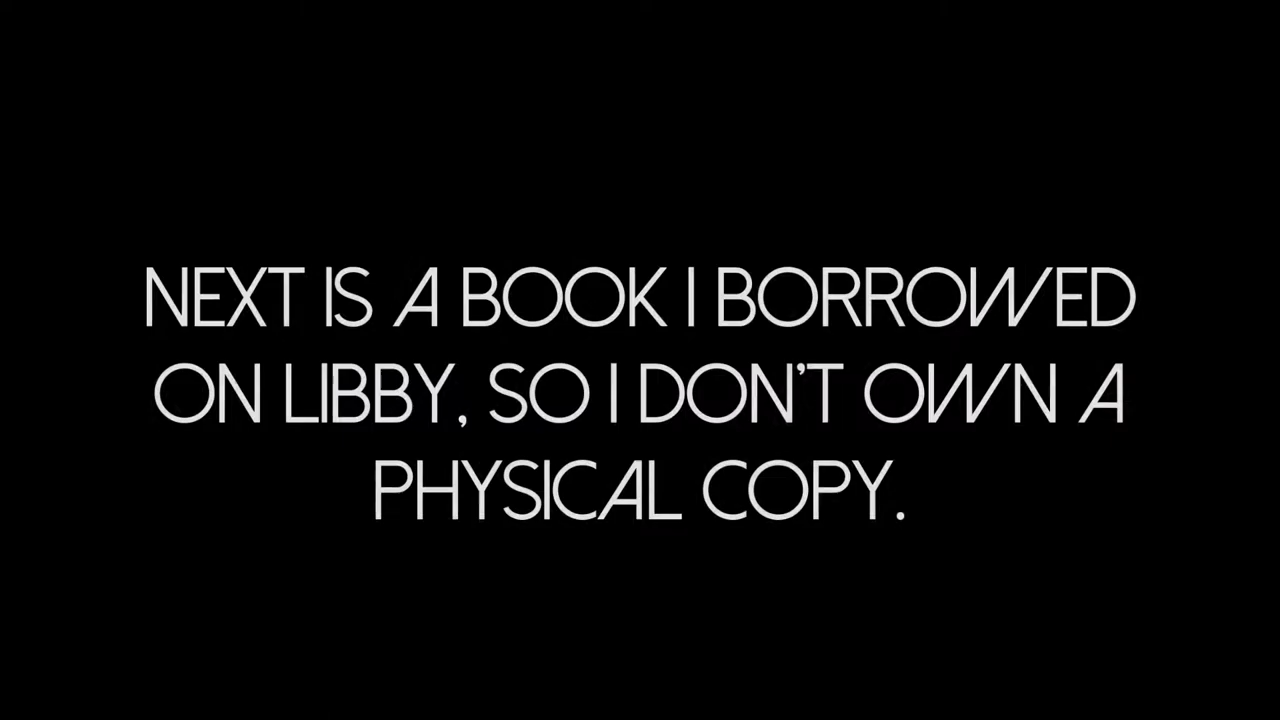 NEXT IS A BOOK I BORROWED
ON LIBBY, SO I DON'T OWN A
PHYSICAL COPY.